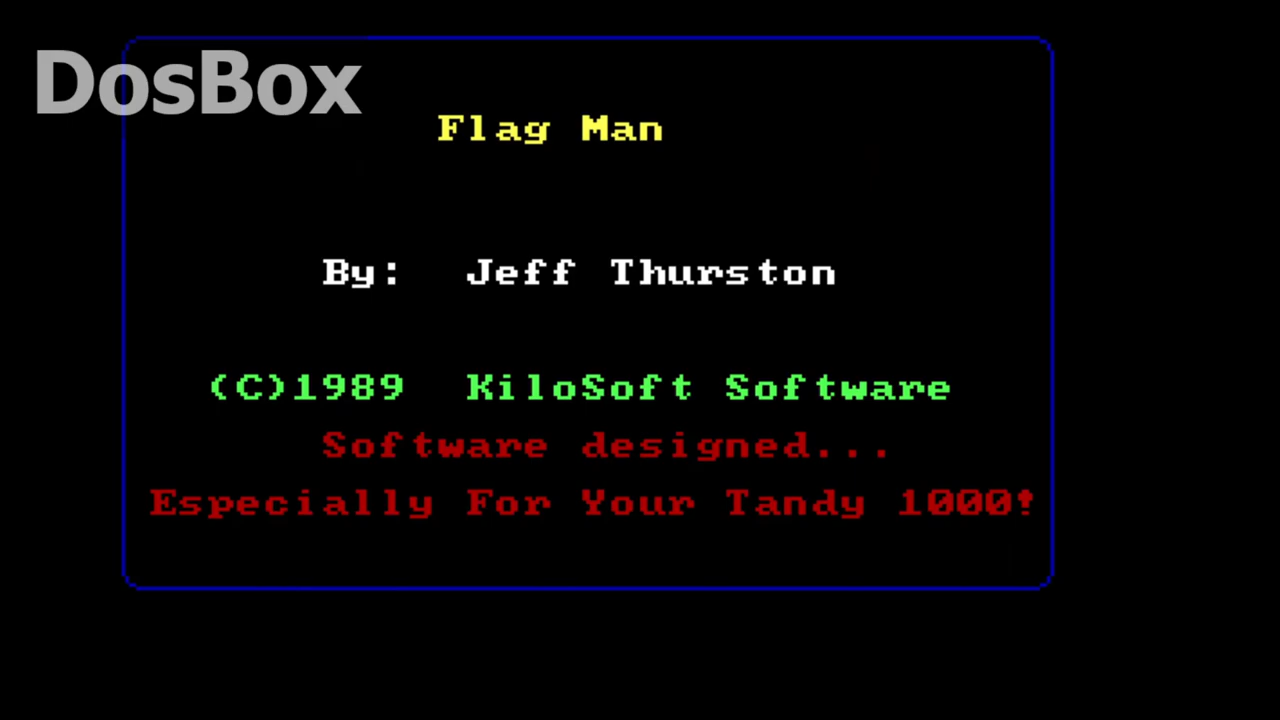 DosBox
Flag Man
By: Jeff Thurston
(C)1989 KiloSoft Software
Software designed...
Especially For Your Tandy 1000!